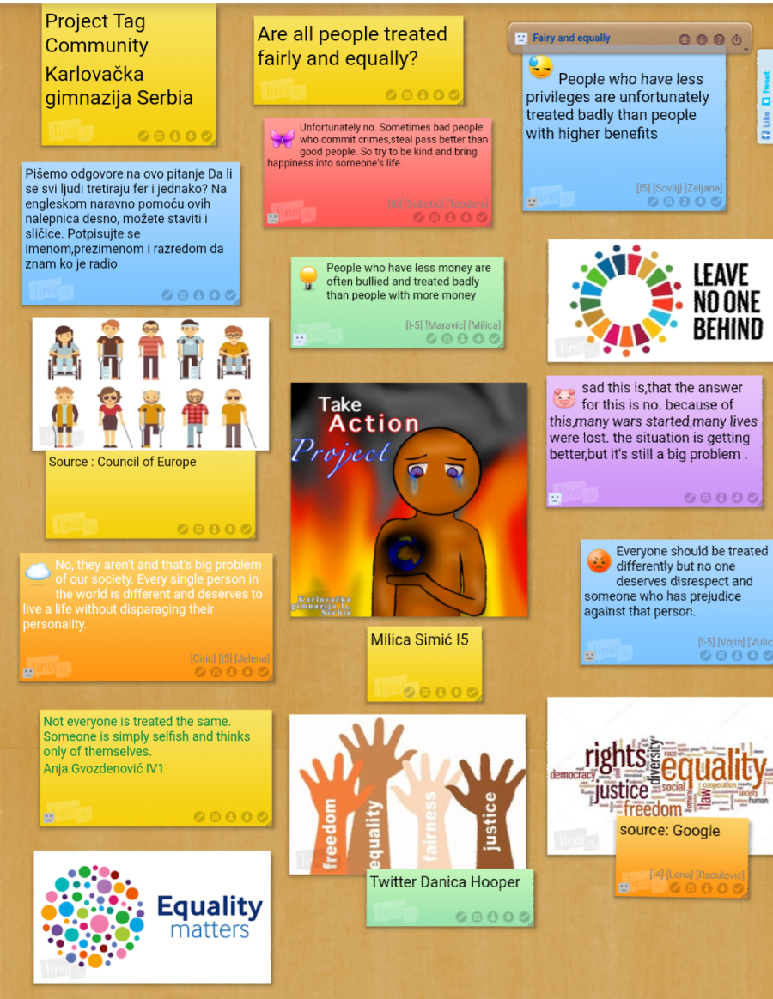 Project Tag
Community
Karlovačka
gimnazija Serbia
Are all people treated
fairly and equally?
Fairy and equally
People who have less
privileges are unfortunately
treated badly than people
with higher benefits
[I5] [Sovilj] [Zeljana]
Like
Tweet
Unfortunately no. Sometimes bad people
who commit crimes,steal pass better than
good people. So try to be kind and bring
happiness into someone's life.
[I6] [Subotic] [Teodora]
Pišemo odgovore na ovo pitanje Da li
se svi ljudi tretiraju fer i jednako? Na
engleskom naravno pomoću ovih
nalepnica desno, možete staviti i
sličice. Potpisujte se
imenom,prezimenom i razredom da
znam ko je radio
People who have less money are
often bullied and treated badly
than people with more money
[I-5] [Maravic] [Milica]
LEAVE
NO ONE
BEHIND
Source : Council of Europe
Take
Action
Project
Karlovačka
gimnazija I5
Serbia
sad this is,that the answer
for this is no. because of
this,many wars started,many lives
were lost. the situation is getting
better,but it's still a big problem .
No, they aren't and that's big problem
of our society. Every single person in
the world is different and deserves to
live a life without disparaging their
personality.
[Ciric] [I5] [Jelena]
Milica Simić I5
Everyone should be treated
differently but no one
deserves disrespect and
someone who has prejudice
against that person.
[I-5] [Vojin] [Vulic
Not everyone is treated the same.
Someone is simply selfish and thinks
only of themselves.
Anja Gvozdenović IV1
freedom
equality
fairness
justice
Twitter Danica Hooper
rights
diversity
equality
democracy
justice
social
freedom
law
cooperation
society
human
race
ethical
source: Google
[i4] [Lena] [Radulović]
Equality
matters
linoit